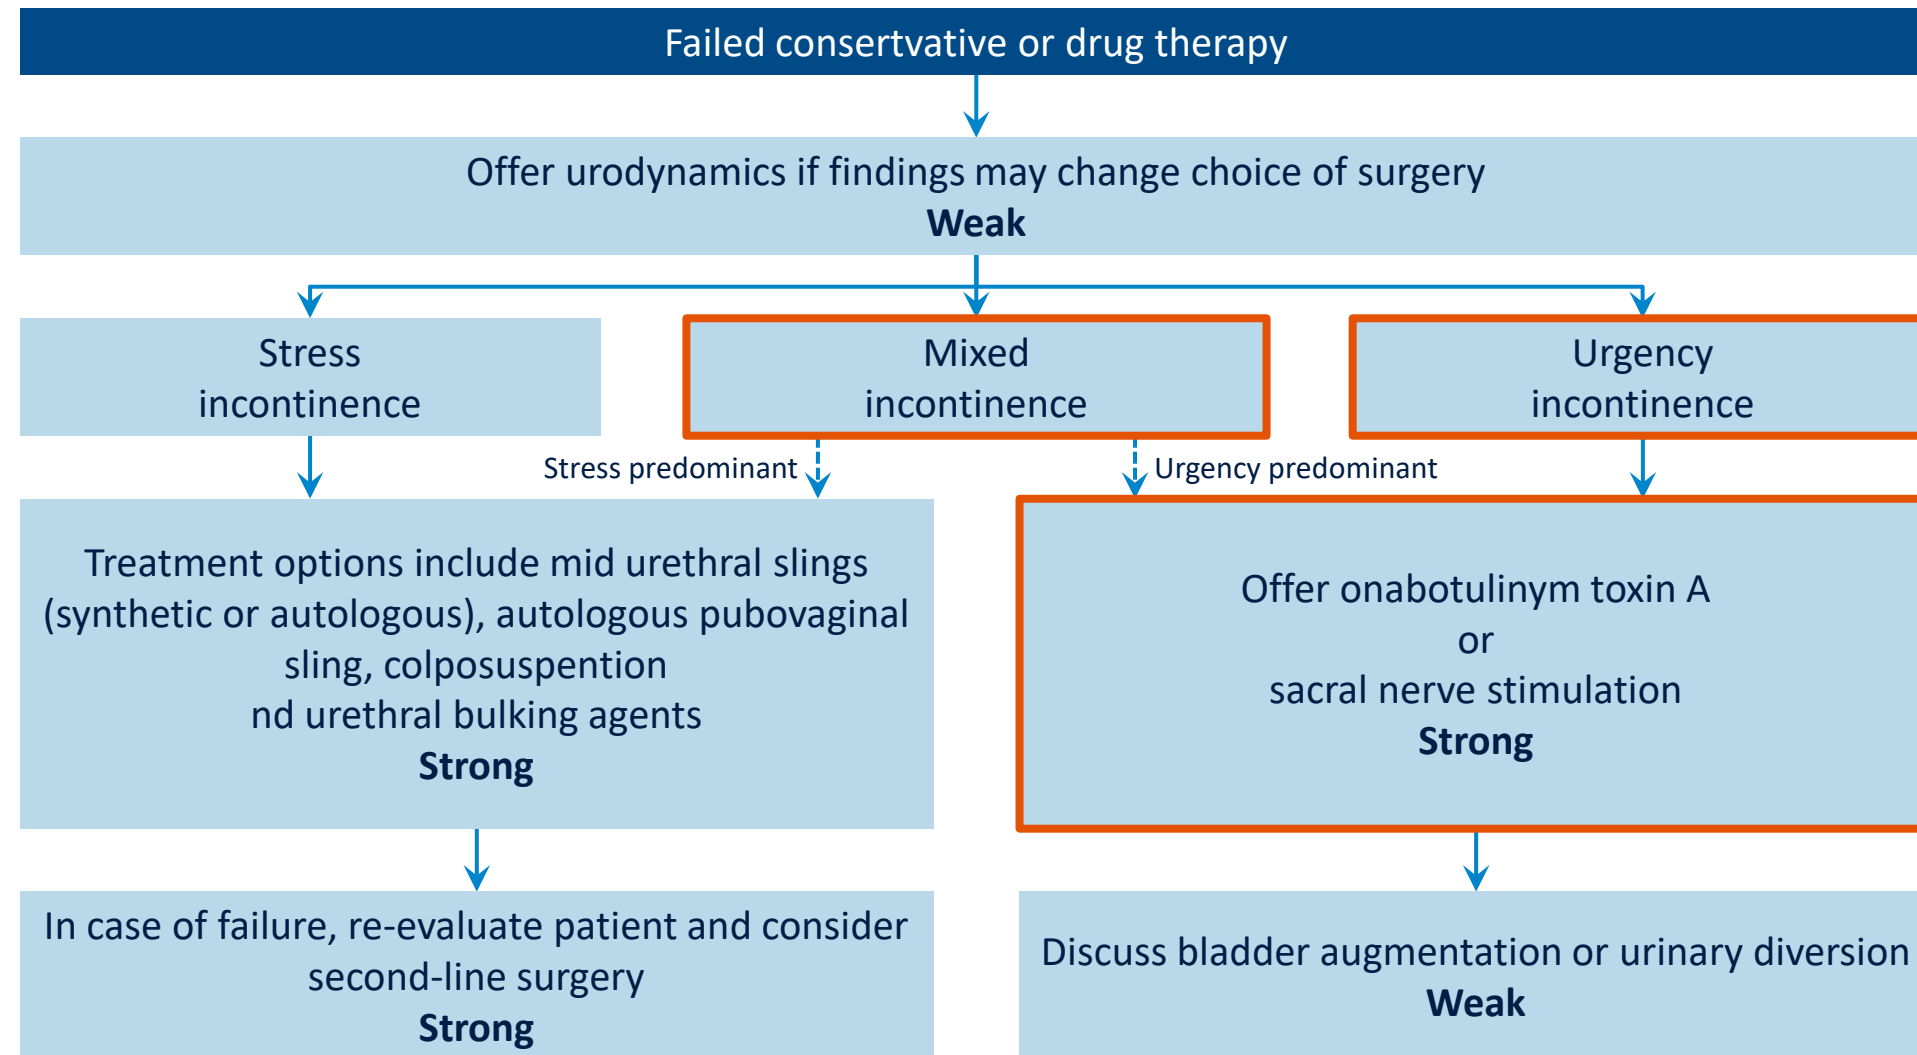 Failed consertvative or drug therapy
Offer urodynamics if findings may change choice of surgery
Weak
Stress
incontinence
Mixed
incontinence
Urgency
incontinence
Stress predominant
Urgency predominant
Treatment options include mid urethral slings
(synthetic or autologous), autologous pubovaginal
sling, colposuspention
nd urethral bulking agents
Strong
Offer onabotulinym toxin A
or
sacral nerve stimulation
Strong
In case of failure, re-evaluate patient and consider
second-line surgery
Strong
Discuss bladder augmentation or urinary diversion
Weak